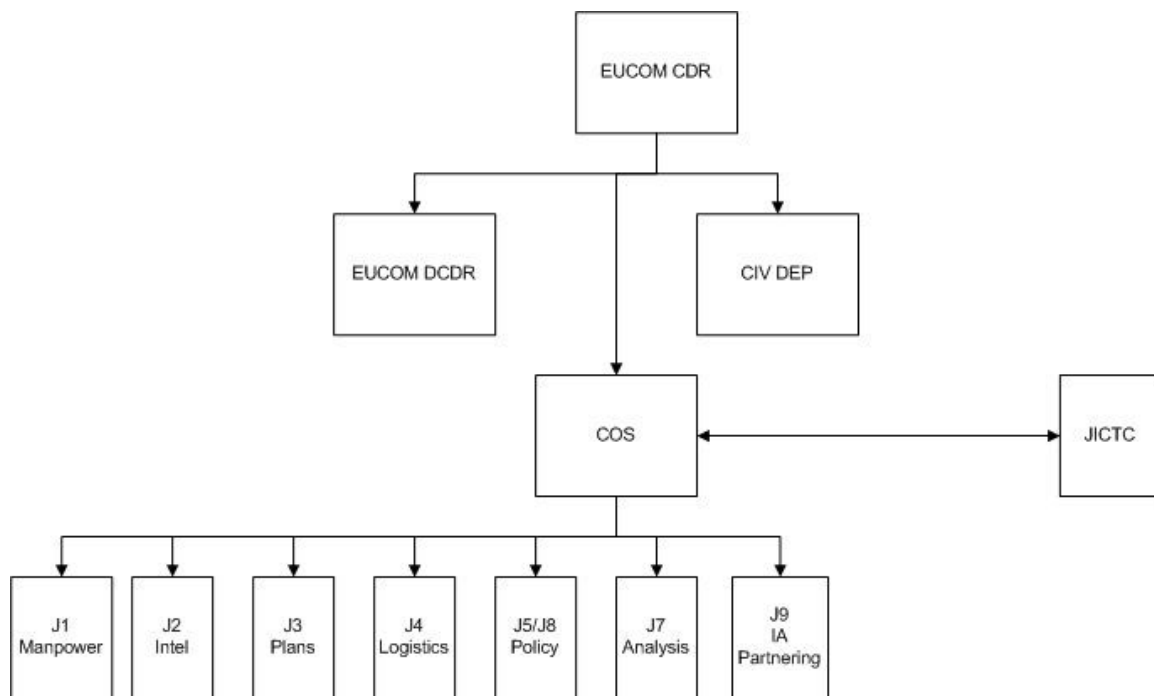 EUCOM CDR
EUCOM DCDR
CIV DEP
COS
JICTC
J1
Manpower
J2
Intel
J3
Plans
J4
Logistics
J5/J8
Policy
J7
Analysis
J9
IA
Partnering